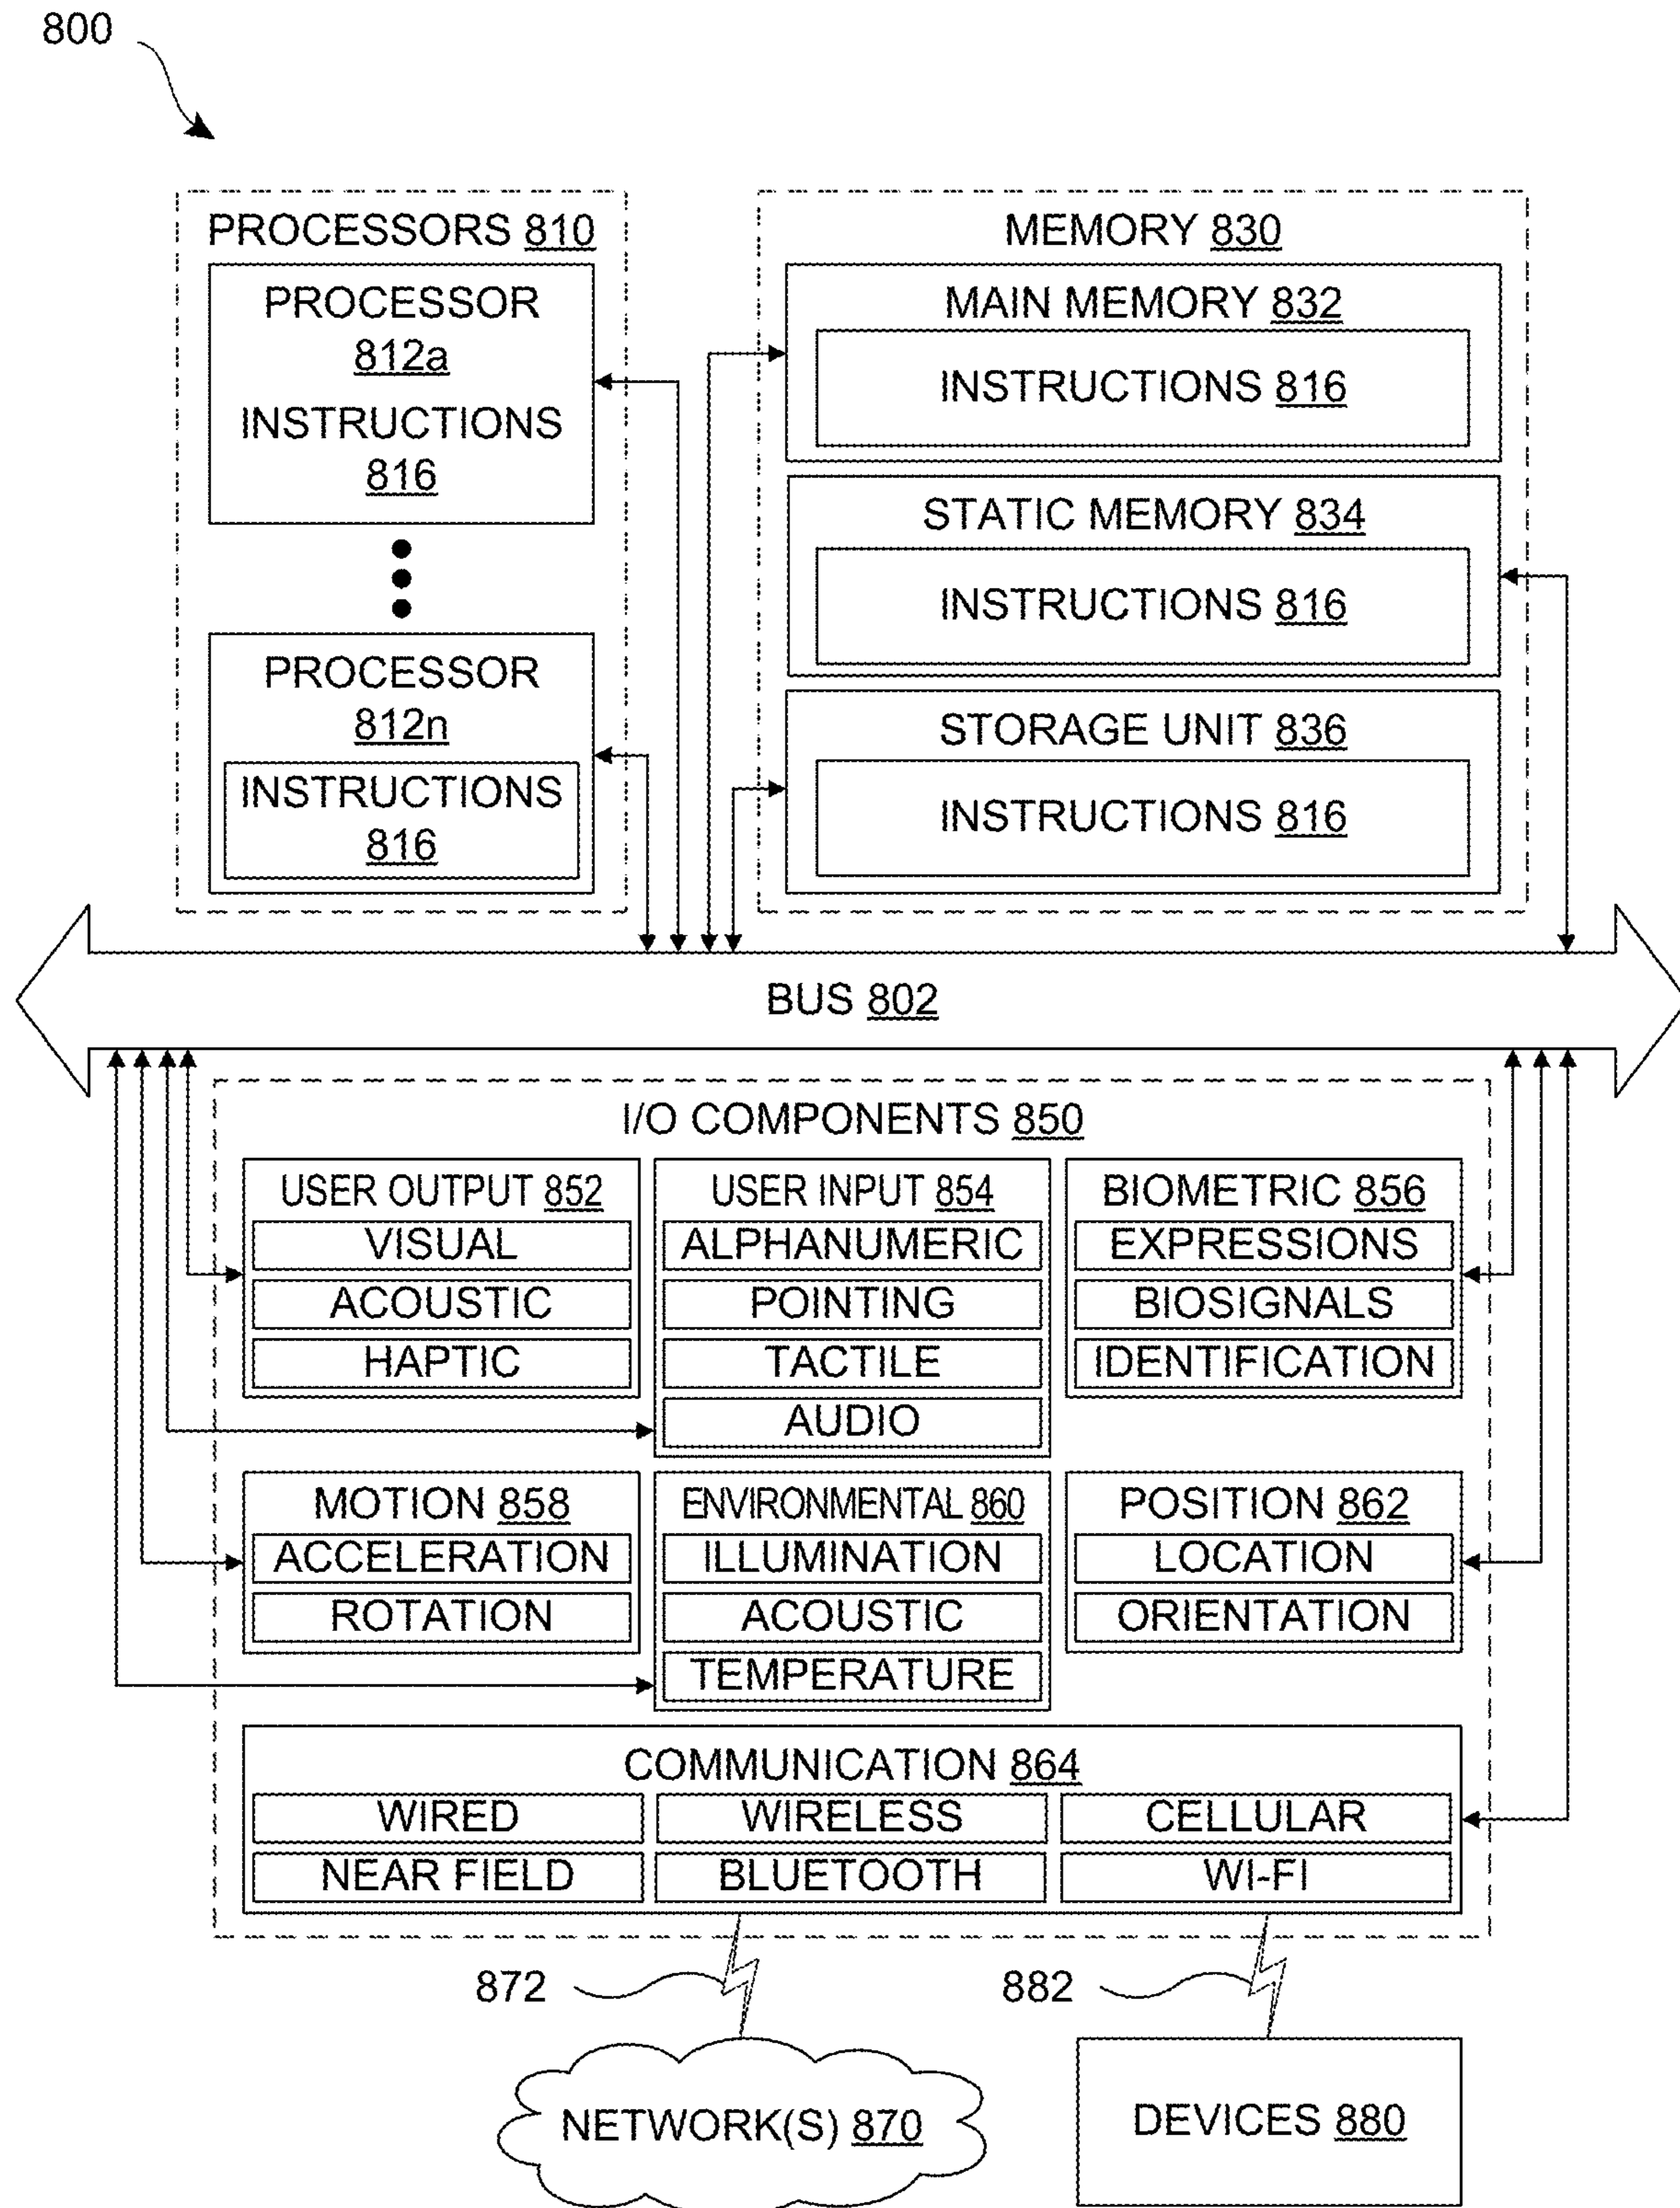 800
PROCESSORS 810
PROCESSOR
812a
INSTRUCTIONS
816
PROCESSOR
812n
INSTRUCTIONS
816
MEMORY 830
MAIN MEMORY 832
INSTRUCTIONS 816
STATIC MEMORY 834
INSTRUCTIONS 816
STORAGE UNIT 836
INSTRUCTIONS 816
BUS 802
I/O COMPONENTS 850
USER OUTPUT 852
VISUAL
ACOUSTIC
HAPTIC
USER INPUT 854
ALPHANUMERIC
POINTING
TACTILE
AUDIO
BIOMETRIC 856
EXPRESSIONS
BIOSIGNALS
IDENTIFICATION
MOTION 858
ACCELERATION
ROTATION
ENVIRONMENTAL 860
ILLUMINATION
ACOUSTIC
TEMPERATURE
POSITION 862
LOCATION
ORIENTATION
COMMUNICATION 864
WIRED
WIRELESS
CELLULAR
NEAR FIELD
BLUETOOTH
WI-FI
872
882
NETWORK(S) 870
DEVICES 880